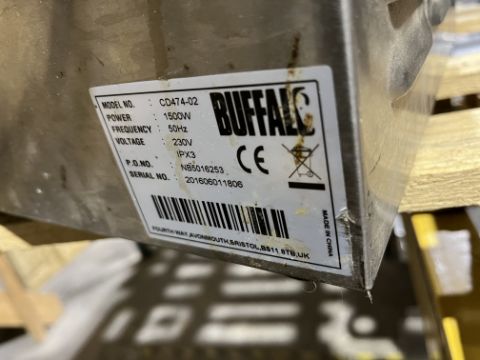 BUFFALO
MODEL NO. : CD474-02
POWER : 1500W
FREQUENCY : 50Hz
VOLTAGE : 230V
IPX3
P.O.NO. : NB5016253
SERIAL NO. : 201606011806
CE
MADE IN CHINA
FOURTH WAY,AVONMOUTH,BRISTOL,BS11 8TB,UK